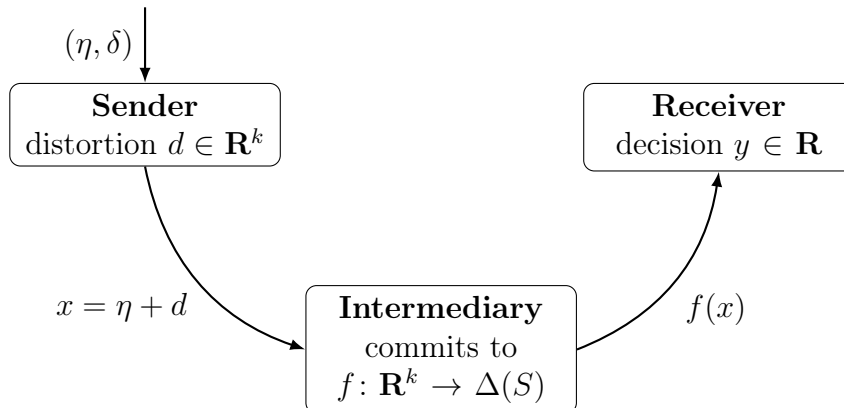 (η, δ)
Sender
distortion d ∈ R^k
Receiver
decision y ∈ R
x = η + d
Intermediary
commits to
f: R^k → Δ(S)
f(x)